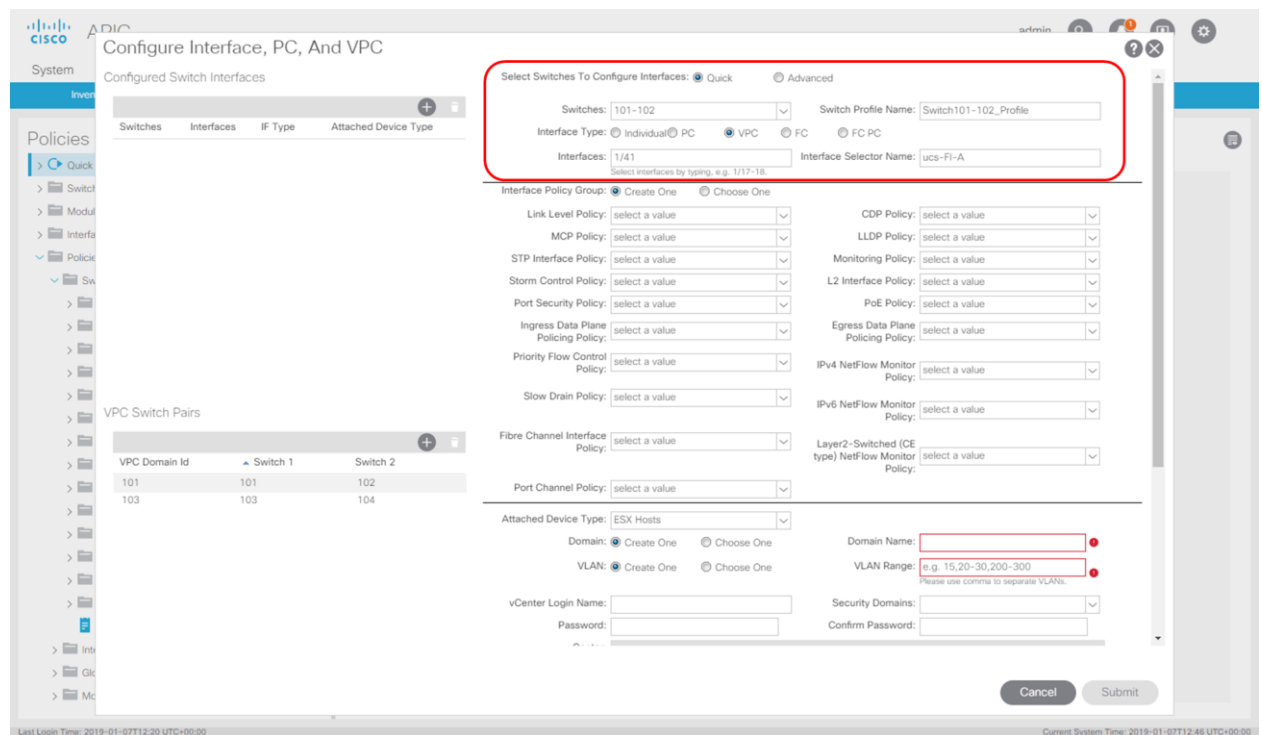 CISCO
admin
Configure Interface, PC, And VPC
System
Configured Switch Interfaces
Switches Interfaces IF Type Attached Device Type
Policies
Quick
VPC Switch Pairs
VPC Domain Id Switch 1 Switch 2
101 101 102
103 103 104
Select Switches To Configure Interfaces: Quick Advanced
Switches: 101-102 Switch Profile Name: Switch101-102_Profile
Interface Type: Individual PC VPC FC FC PC
Interfaces: 1/41 Interface Selector Name: ucs-FI-A
Select interfaces by typing, e.g. 1/17-18.
Interface Policy Group: Create One Choose One
Link Level Policy: select a value CDP Policy: select a value
MCP Policy: select a value LLDP Policy: select a value
STP Interface Policy: select a value Monitoring Policy: select a value
Storm Control Policy: select a value L2 Interface Policy: select a value
Port Security Policy: select a value PoE Policy: select a value
Ingress Data Plane Policing Policy: select a value Egress Data Plane Policing Policy: select a value
Priority Flow Control Policy: select a value IPv4 NetFlow Monitor Policy: select a value
Slow Drain Policy: select a value IPv6 NetFlow Monitor Policy: select a value
Fibre Channel Interface Policy: select a value Layer2-Switched (CE type) NetFlow Monitor Policy: select a value
Port Channel Policy: select a value
Attached Device Type: ESX Hosts
Domain: Create One Choose One Domain Name:
VLAN: Create One Choose One VLAN Range: e.g. 15,20-30,200-300
Please use comma to separate VLANs.
vCenter Login Name: Security Domains:
Password: Confirm Password:
Cancel Submit
Last Login Time: 2019-01-07T12:20 UTC+00:00 Current System Time: 2019-01-07T12:46 UTC+00:00